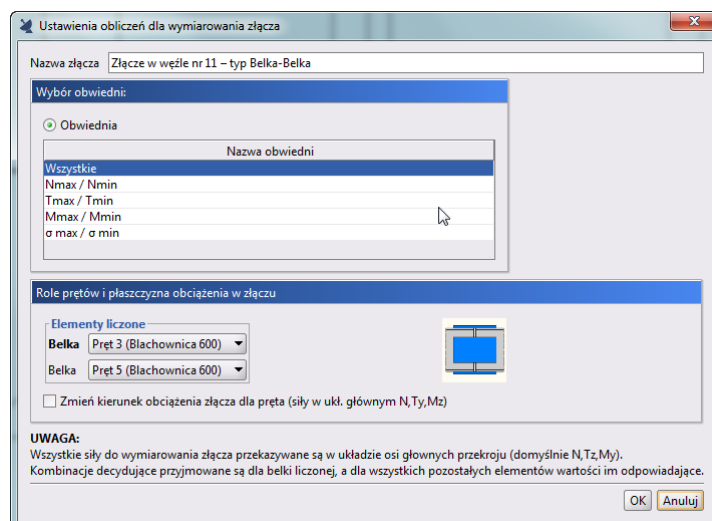 Ustawienia obliczeń dla wymiarowania złącza
x
Nazwa złącza Złącze w węźle nr 11 – typ Belka-Belka
Wybór obwiedni:
Obwiednia
Nazwa obwiedni
Wszystkie
Nmax / Nmin
Tmax / Tmin
Mmax / Mmin
σ max / σ min
Role prętów i płaszczyzna obciążenia w złączu
Elementy liczone
Belka Pręt 3 (Blachownica 600)
Belka Pręt 5 (Blachownica 600)
Zmień kierunek obciążenia złącza dla pręta (siły w ukł. głównym N,Ty,Mz)
UWAGA:
Wszystkie siły do wymiarowania złącza przekazywane są w układzie osi głownych przekroju (domyślnie N,Tz,My).
Kombinacje decydujące przyjmowane są dla belki liczonej, a dla wszystkich pozostałych elementów wartości im odpowiadające.
OK Anuluj